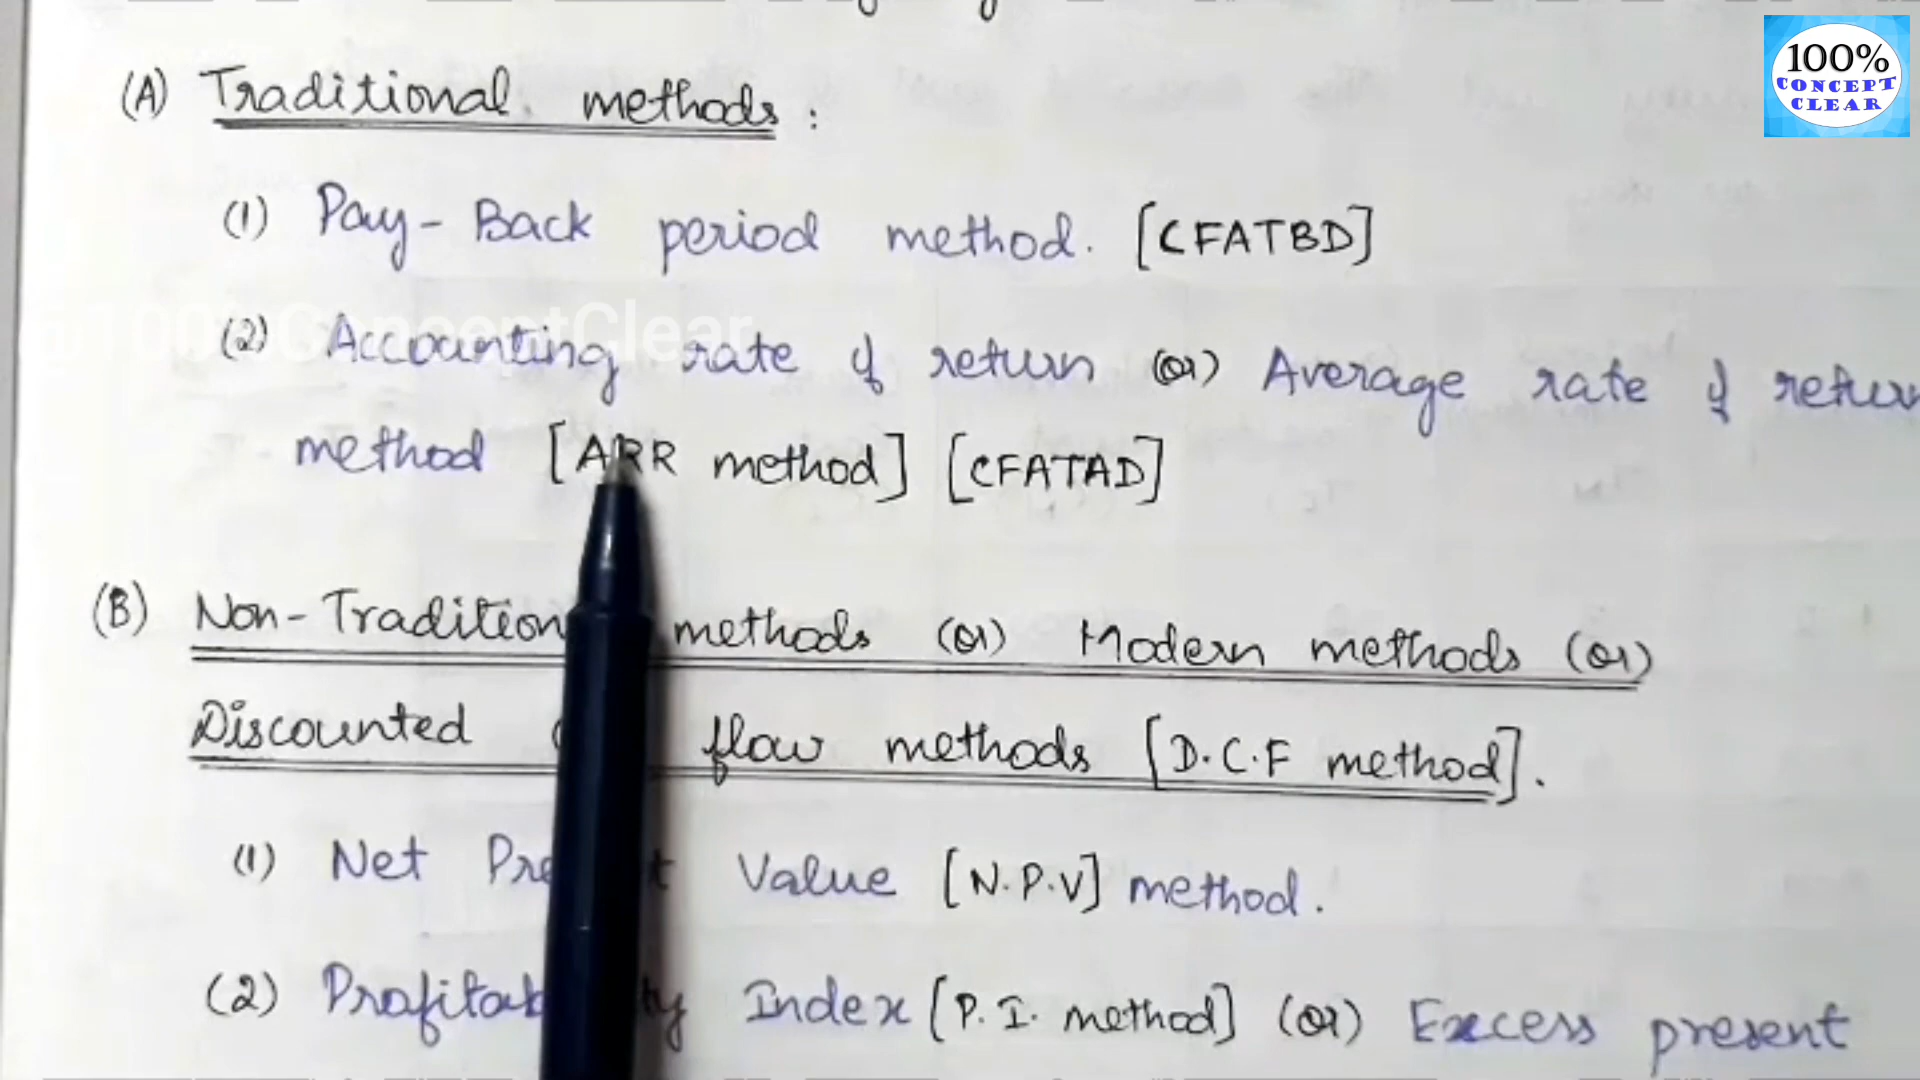 100%
CONCEPT
CLEAR
(A) Traditional methods :
(1) Pay-Back period method. [CFATBD]
(2) Accounting rate of return (or) Average rate of return
method [ARR method] [CFATAD]
(B) Non-Tradition methods (or) Modern methods (or)
Discounted flow methods [D.C.F method].
(1) Net Value [N.P.V] method.
(2) Index [P.I. method] (or) Excess present